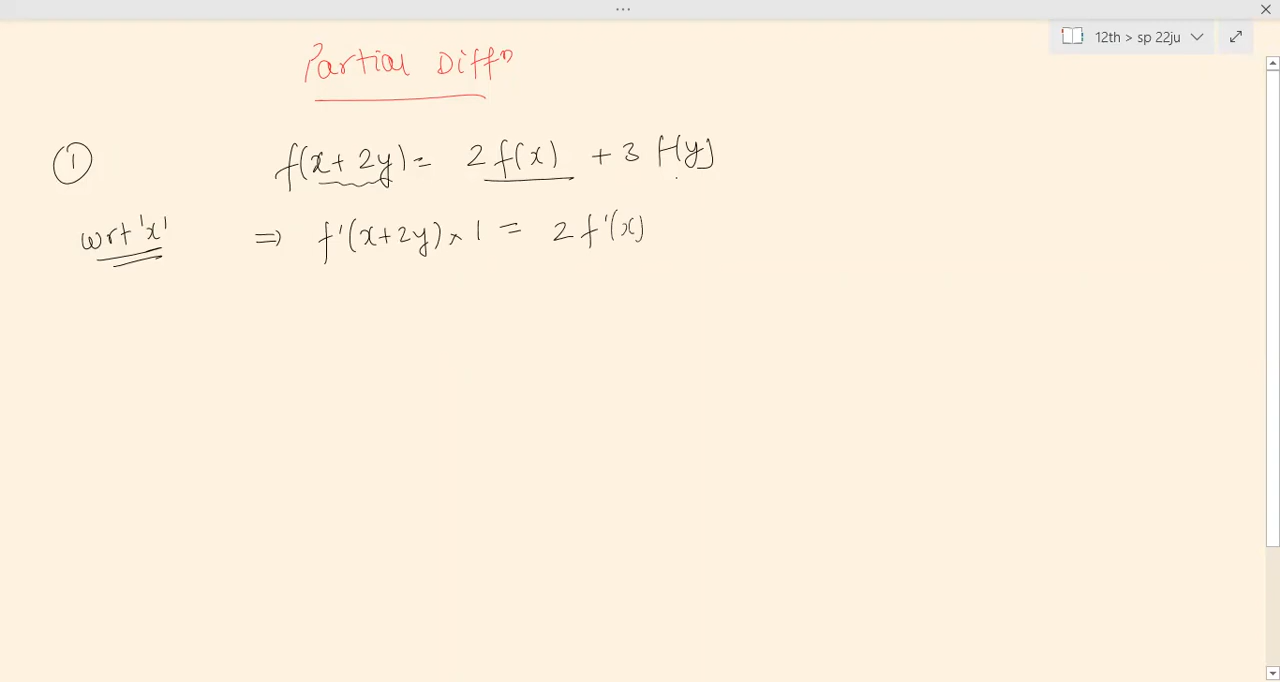 12th > sp 22ju
Partial Diffn
① f(x+2y) = 2f(x) + 3f(y)
wrt 'x' ⇒ f'(x+2y) × 1 = 2f'(x)